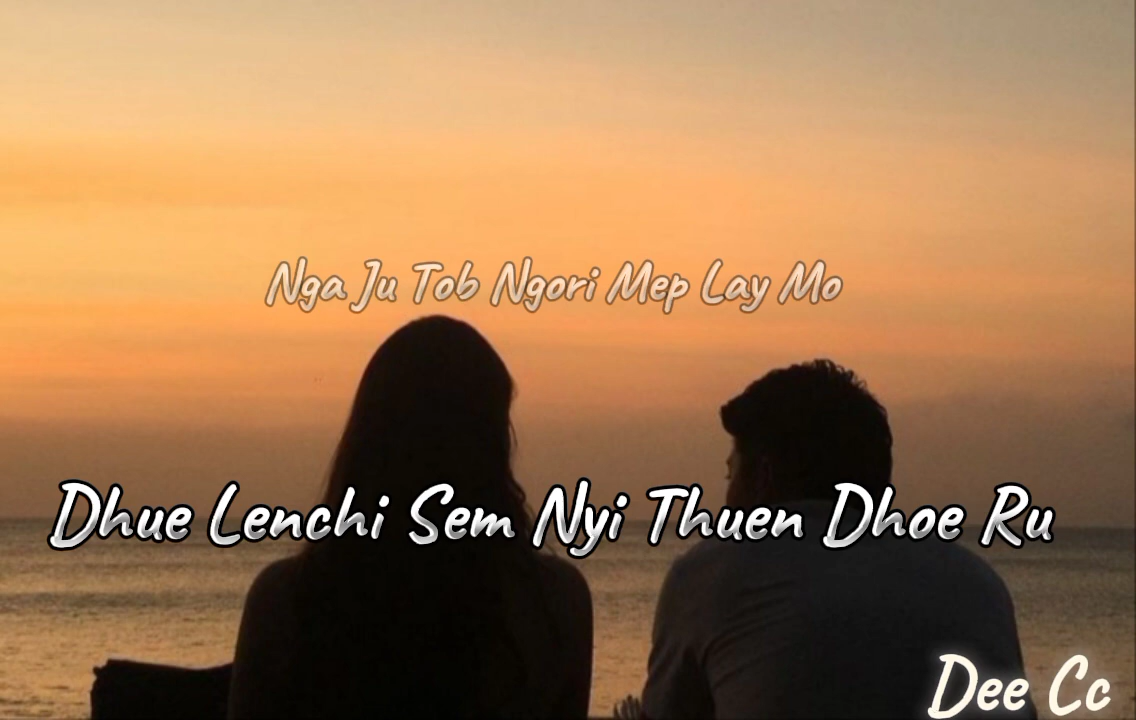 Nga Ju Tob Ngori Mep Lay Mo
Dhue Lenchi Sem Nyi Thuen Dhoe Ru
Dee Cc